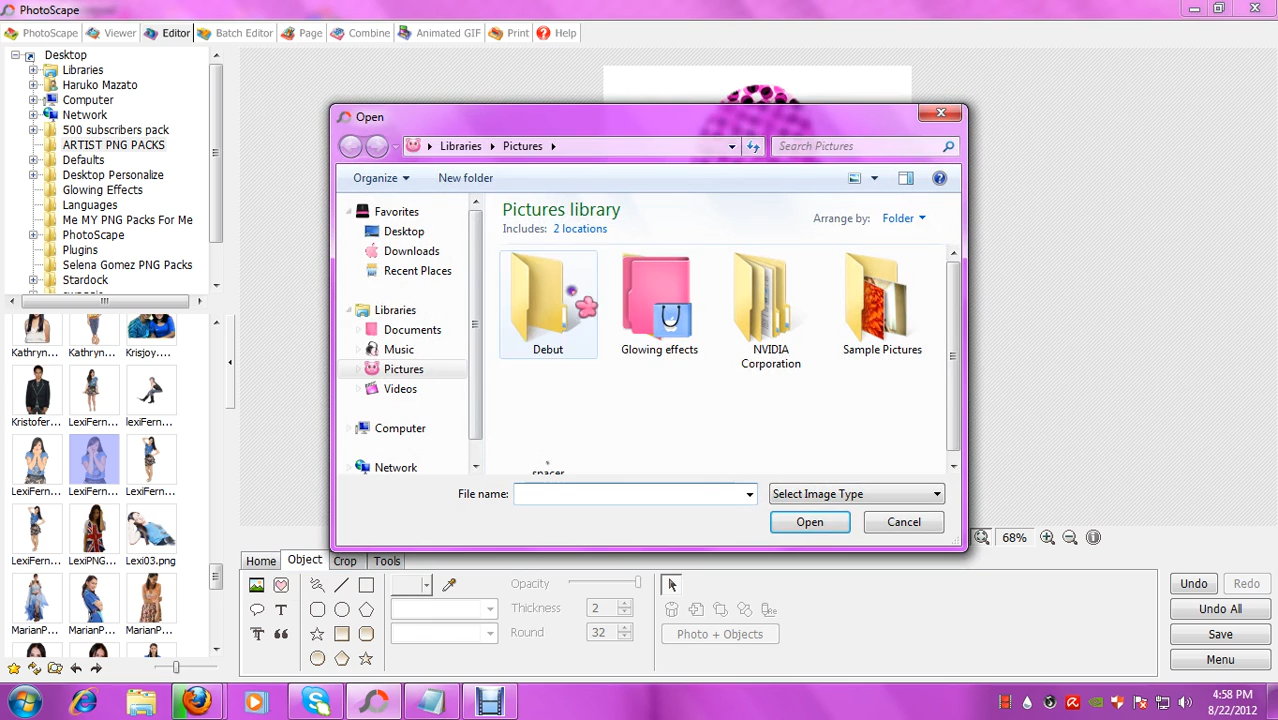 PhotoScape
PhotoScape
Viewer
Editor
Batch Editor
Page
Combine
Animated GIF
Print
Help
Desktop
Libraries
Haruko Mazato
Computer
Network
500 subscribers pack
ARTIST PNG PACKS
Defaults
Desktop Personalize
Glowing Effects
Languages
Me MY PNG Packs For Me
PhotoScape
Plugins
Selena Gomez PNG Packs
Stardock
Kathryn...
Kathryn...
Krisjoy...
Kristofer...
LexiFern...
lexiFern...
LexiFern...
LexiFern...
LexiFern...
LexiFern...
LexiPNG...
Lexi03.png
MarianP...
MarianP...
MarianP...
Open
Libraries
Pictures
Search Pictures
Organize
New folder
Favorites
Desktop
Downloads
Recent Places
Libraries
Documents
Music
Pictures
Videos
Computer
Network
Pictures library
Includes: 2 locations
Arrange by: Folder
Debut
Glowing effects
NVIDIA
Corporation
Sample Pictures
spacer
File name:
Select Image Type
Open
Cancel
68%
Home
Object
Crop
Tools
Opacity
Thickness
2
Round
32
Photo + Objects
Undo
Redo
Undo All
Save
Menu
4:58 PM
8/22/2012